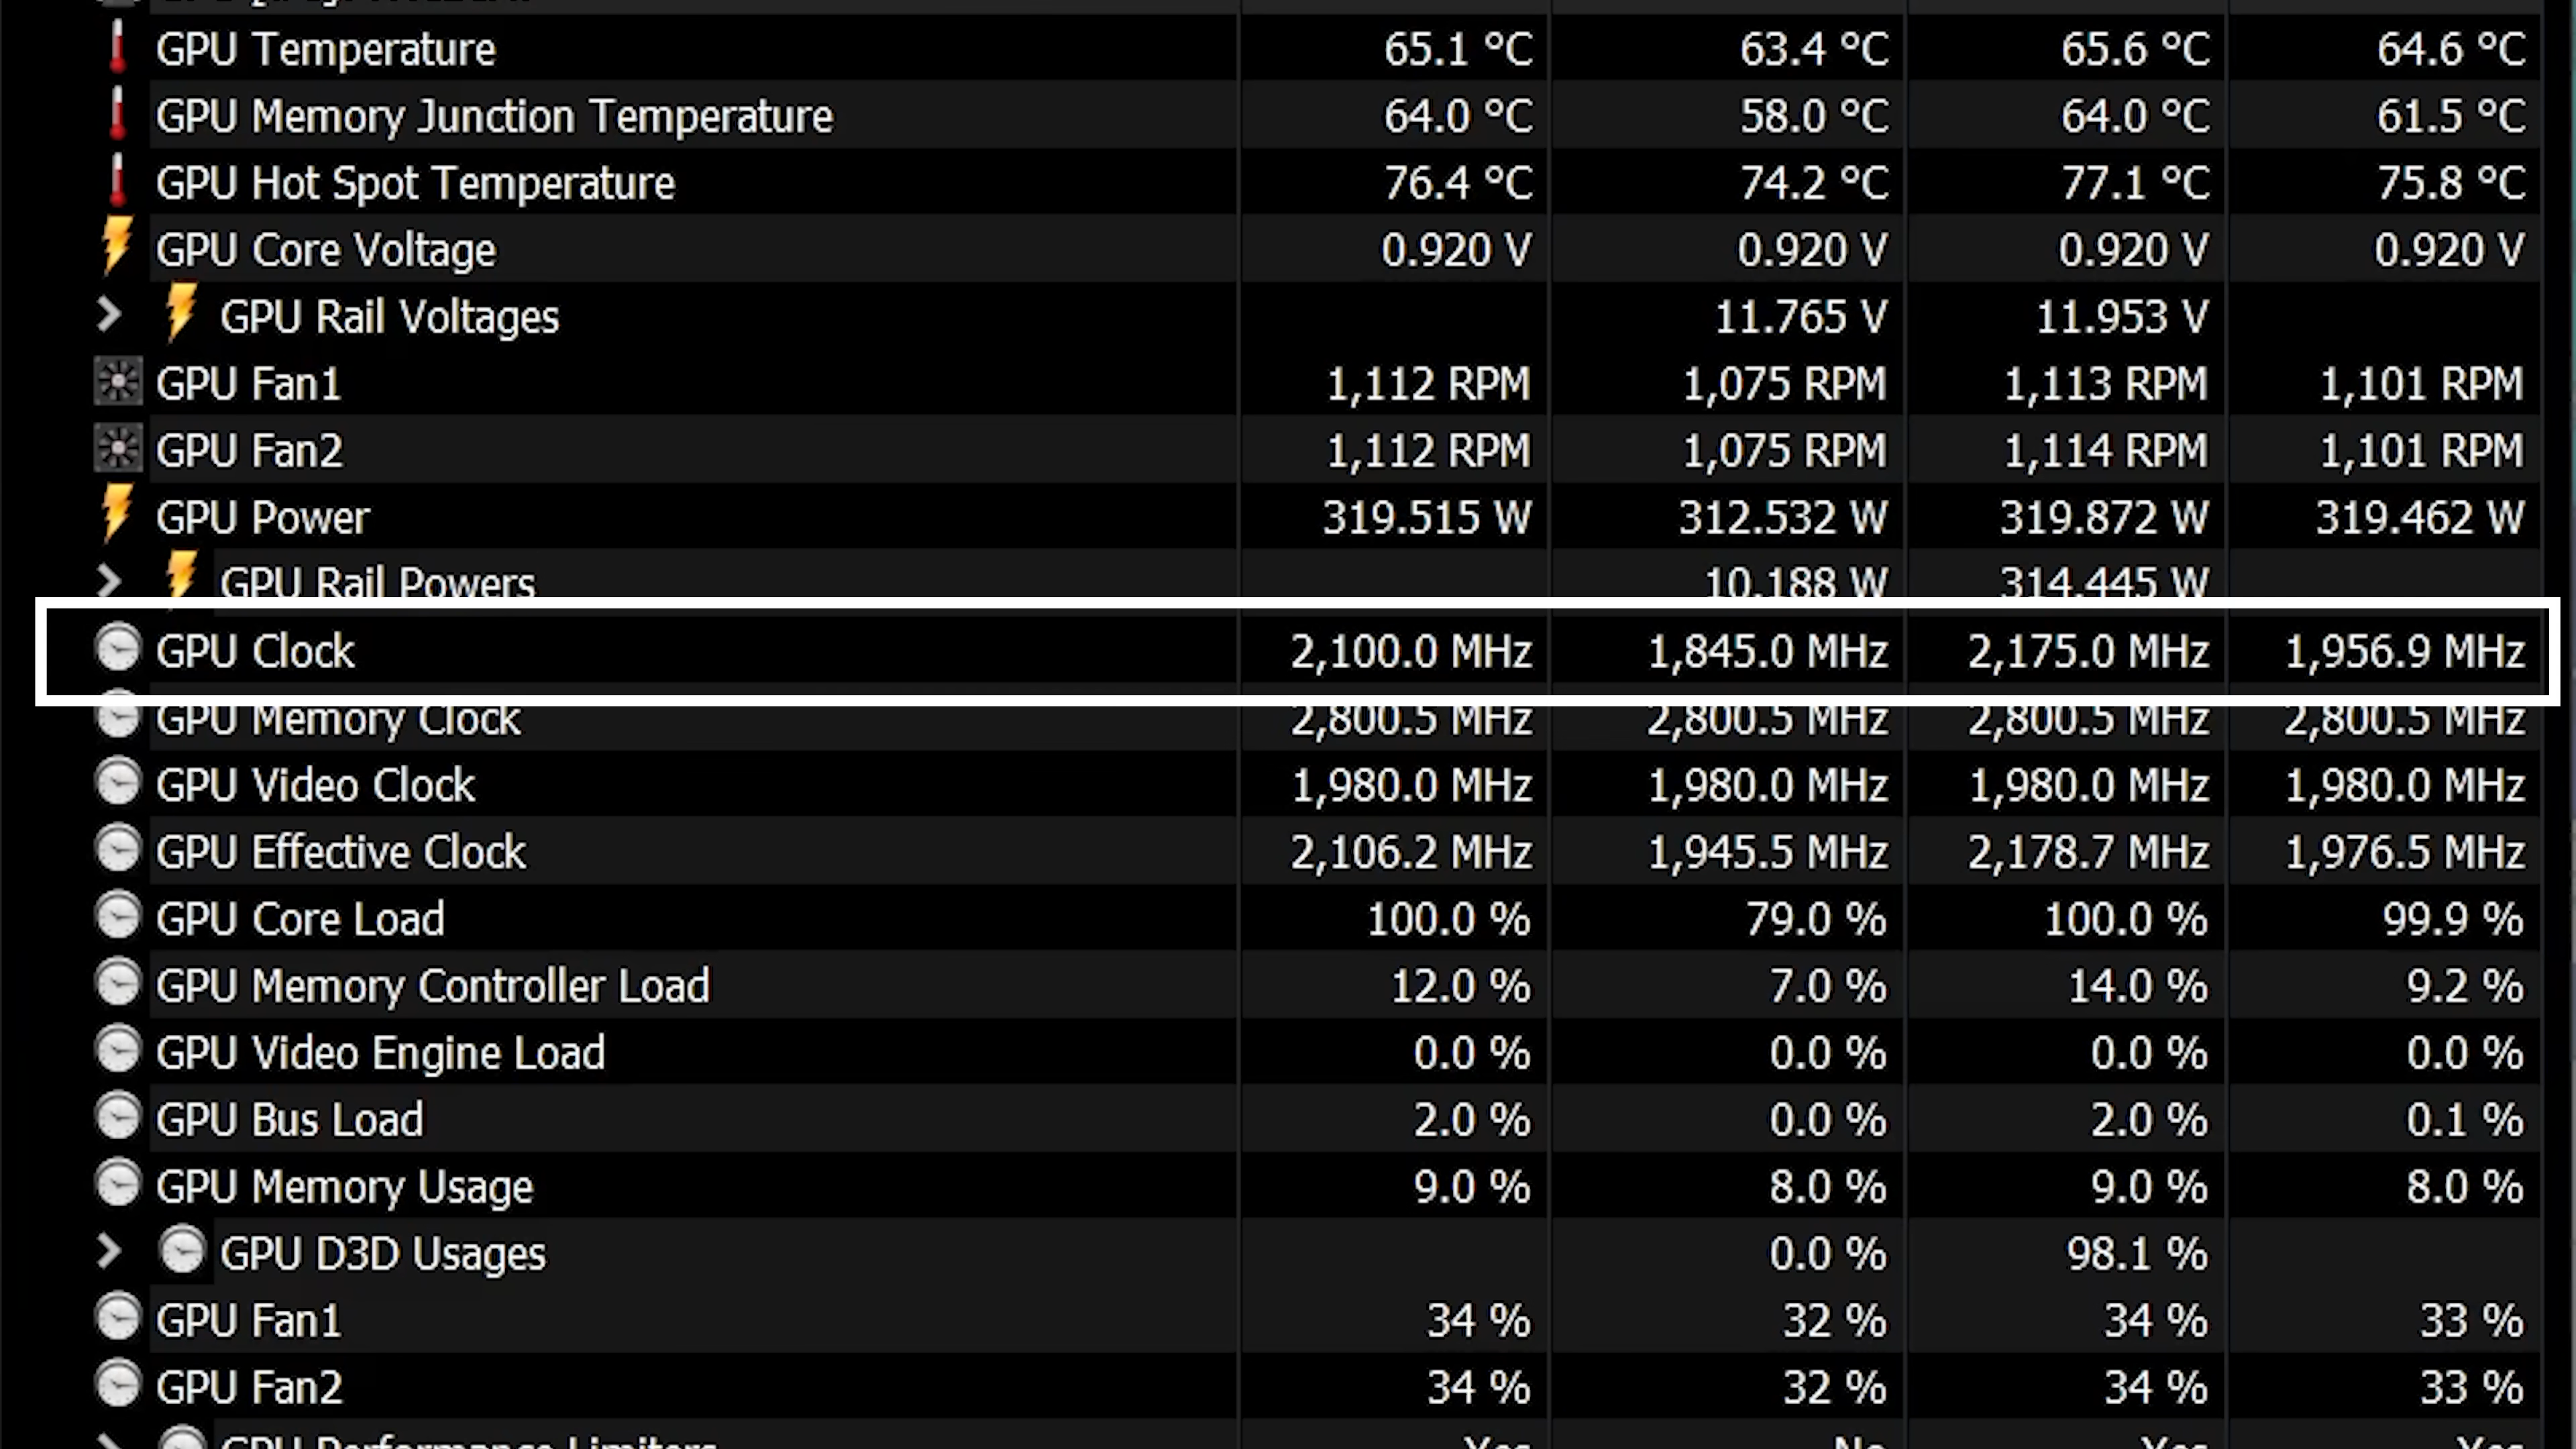 GPU Temperature 65.1 °C 63.4 °C 65.6 °C 64.6 °C
GPU Memory Junction Temperature 64.0 °C 58.0 °C 64.0 °C 61.5 °C
GPU Hot Spot Temperature 76.4 °C 74.2 °C 77.1 °C 75.8 °C
GPU Core Voltage 0.920 V 0.920 V 0.920 V 0.920 V
GPU Rail Voltages 11.765 V 11.953 V
GPU Fan1 1,112 RPM 1,075 RPM 1,113 RPM 1,101 RPM
GPU Fan2 1,112 RPM 1,075 RPM 1,114 RPM 1,101 RPM
GPU Power 319.515 W 312.532 W 319.872 W 319.462 W
GPU Rail Powers 10.188 W 314.445 W
GPU Clock 2,100.0 MHz 1,845.0 MHz 2,175.0 MHz 1,956.9 MHz
GPU Memory Clock 2,800.5 MHz 2,800.5 MHz 2,800.5 MHz 2,800.5 MHz
GPU Video Clock 1,980.0 MHz 1,980.0 MHz 1,980.0 MHz 1,980.0 MHz
GPU Effective Clock 2,106.2 MHz 1,945.5 MHz 2,178.7 MHz 1,976.5 MHz
GPU Core Load 100.0 % 79.0 % 100.0 % 99.9 %
GPU Memory Controller Load 12.0 % 7.0 % 14.0 % 9.2 %
GPU Video Engine Load 0.0 % 0.0 % 0.0 % 0.0 %
GPU Bus Load 2.0 % 0.0 % 2.0 % 0.1 %
GPU Memory Usage 9.0 % 8.0 % 9.0 % 8.0 %
GPU D3D Usages 0.0 % 98.1 %
GPU Fan1 34 % 32 % 34 % 33 %
GPU Fan2 34 % 32 % 34 % 33 %
GPU Performance Limiters Yes No Yes Yes